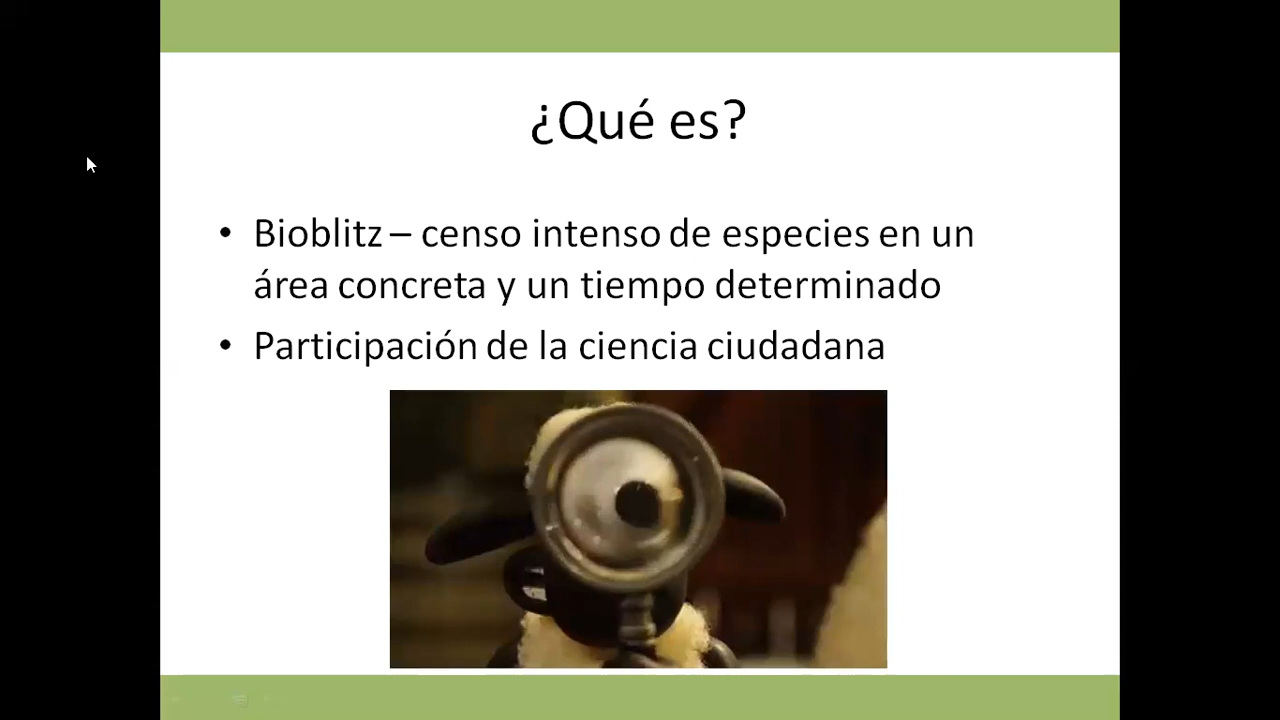 ¿Qué es?
• Bioblitz – censo intenso de especies en un
área concreta y un tiempo determinado
• Participación de la ciencia ciudadana